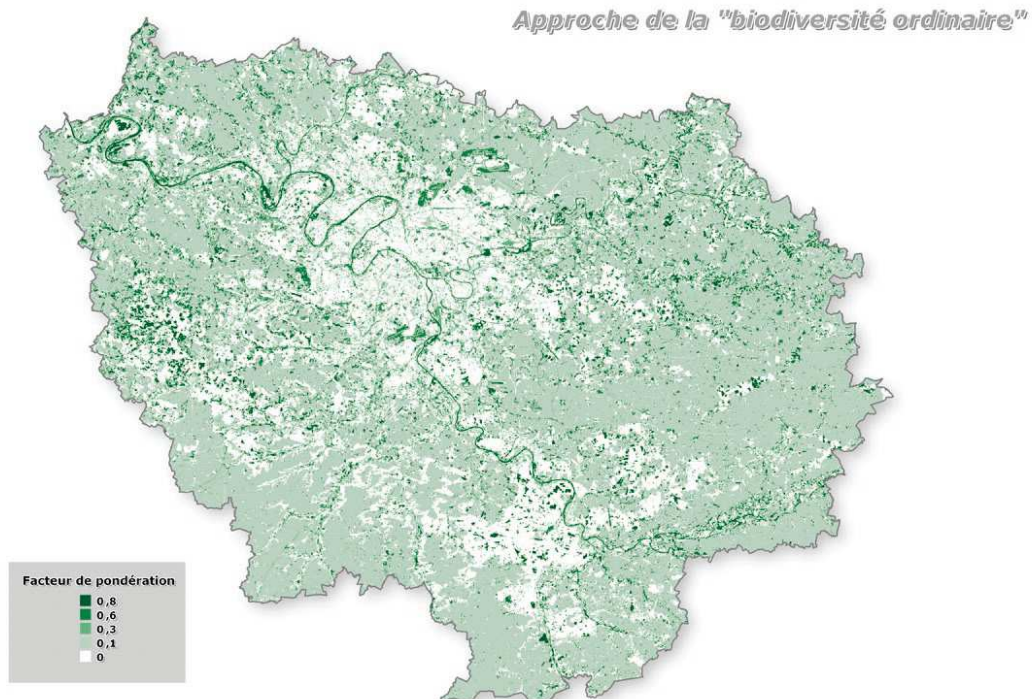 Approche de la "biodiversité ordinaire"
Facteur de pondération
0,8
0,6
0,3
0,1
0